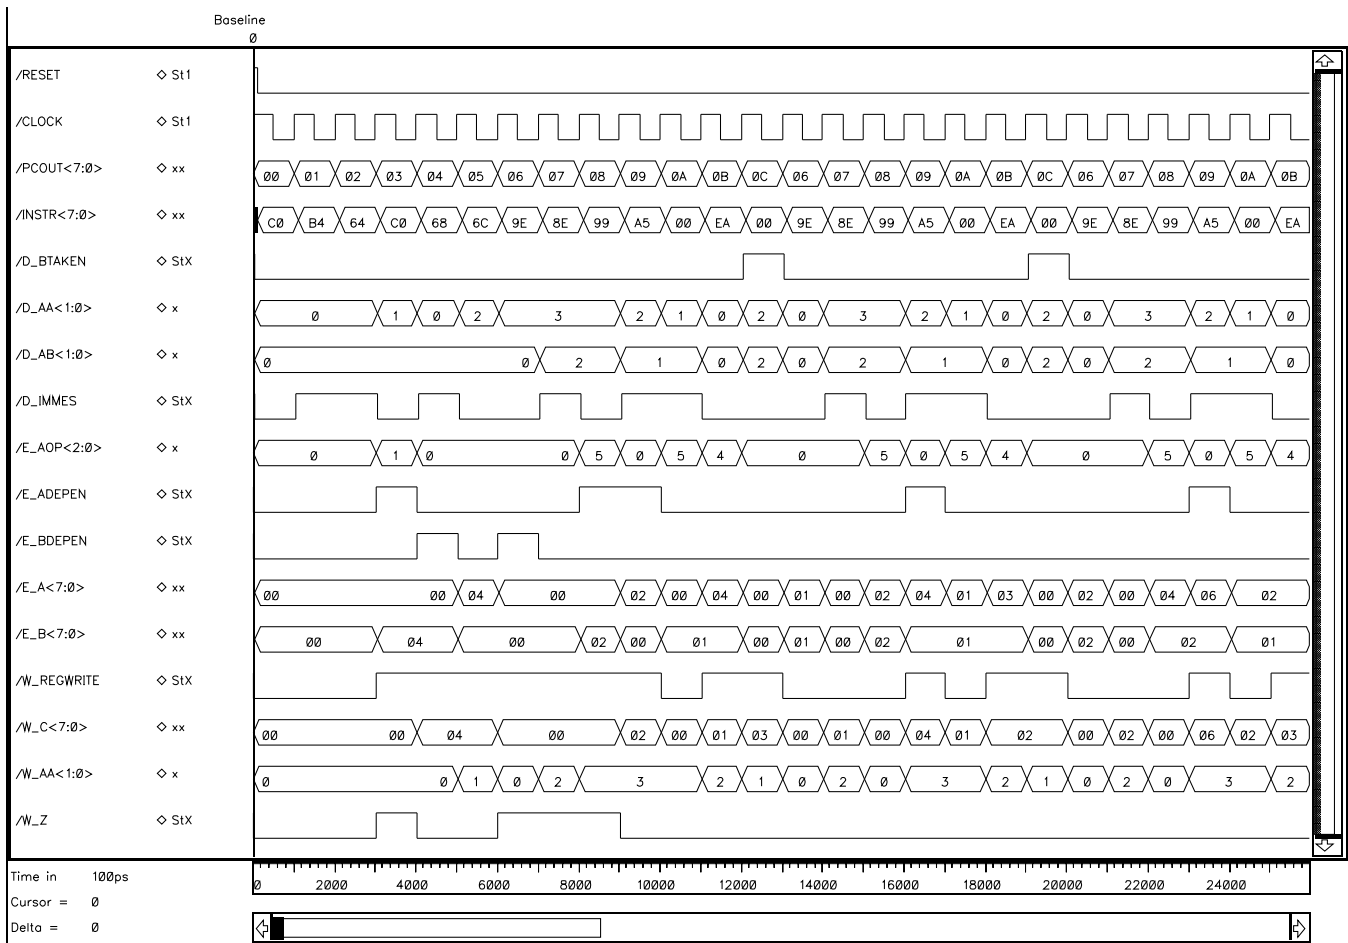 Baseline
0
/RESET ◇ St1
/CLOCK ◇ St1
/PCOUT<7:0> ◇ xx 00 01 02 03 04 05 06 07 08 09 0A 0B 0C 06 07 08 09 0A 0B 0C 06 07 08 09 0A 0B
/INSTR<7:0> ◇ xx C0 B4 64 C0 68 6C 9E 8E 99 A5 00 EA 00 9E 8E 99 A5 00 EA 00 9E 8E 99 A5 00 EA
/D_BTAKEN ◇ StX
/D_AA<1:0> ◇ x 0 1 0 2 3 2 1 0 2 0 3 2 1 0 2 0 3 2 1 0
/D_AB<1:0> ◇ x 0 0 2 1 0 2 0 2 1 0 2 0 2 1 0
/D_IMMES ◇ StX
/E_AOP<2:0> ◇ x 0 1 0 0 5 0 5 4 0 5 0 5 4 0 5 0 5 4
/E_ADEPEN ◇ StX
/E_BDEPEN ◇ StX
/E_A<7:0> ◇ xx 00 00 04 00 02 00 04 00 01 00 02 04 01 03 00 02 00 04 06 02
/E_B<7:0> ◇ xx 00 04 00 02 00 01 00 01 00 02 01 00 02 00 02 01
/W_REGWRITE ◇ StX
/W_C<7:0> ◇ xx 00 00 04 00 02 00 01 03 00 01 00 04 01 02 00 02 00 06 02 03
/W_AA<1:0> ◇ x 0 0 1 0 2 3 2 1 0 2 0 3 2 1 0 2 0 3 2
/W_Z ◇ StX
Time in 100ps 0 2000 4000 6000 8000 10000 12000 14000 16000 18000 20000 22000 24000
Cursor = 0
Delta = 0